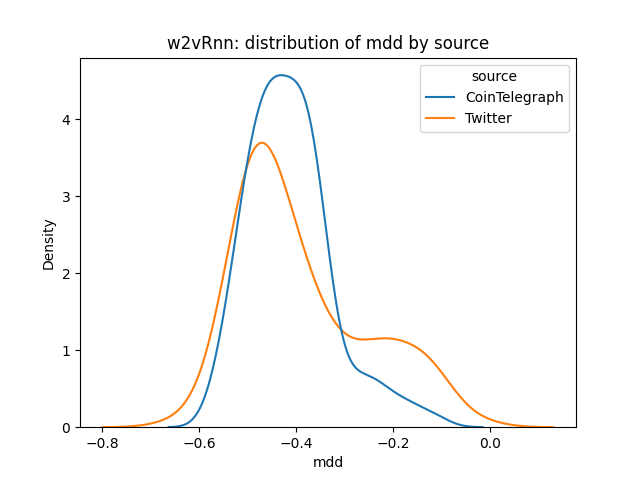 w2vRnn: distribution of mdd by source
source
CoinTelegraph
Twitter
Density
4
3
2
1
0
−0.8 −0.6 −0.4 −0.2 0.0
mdd